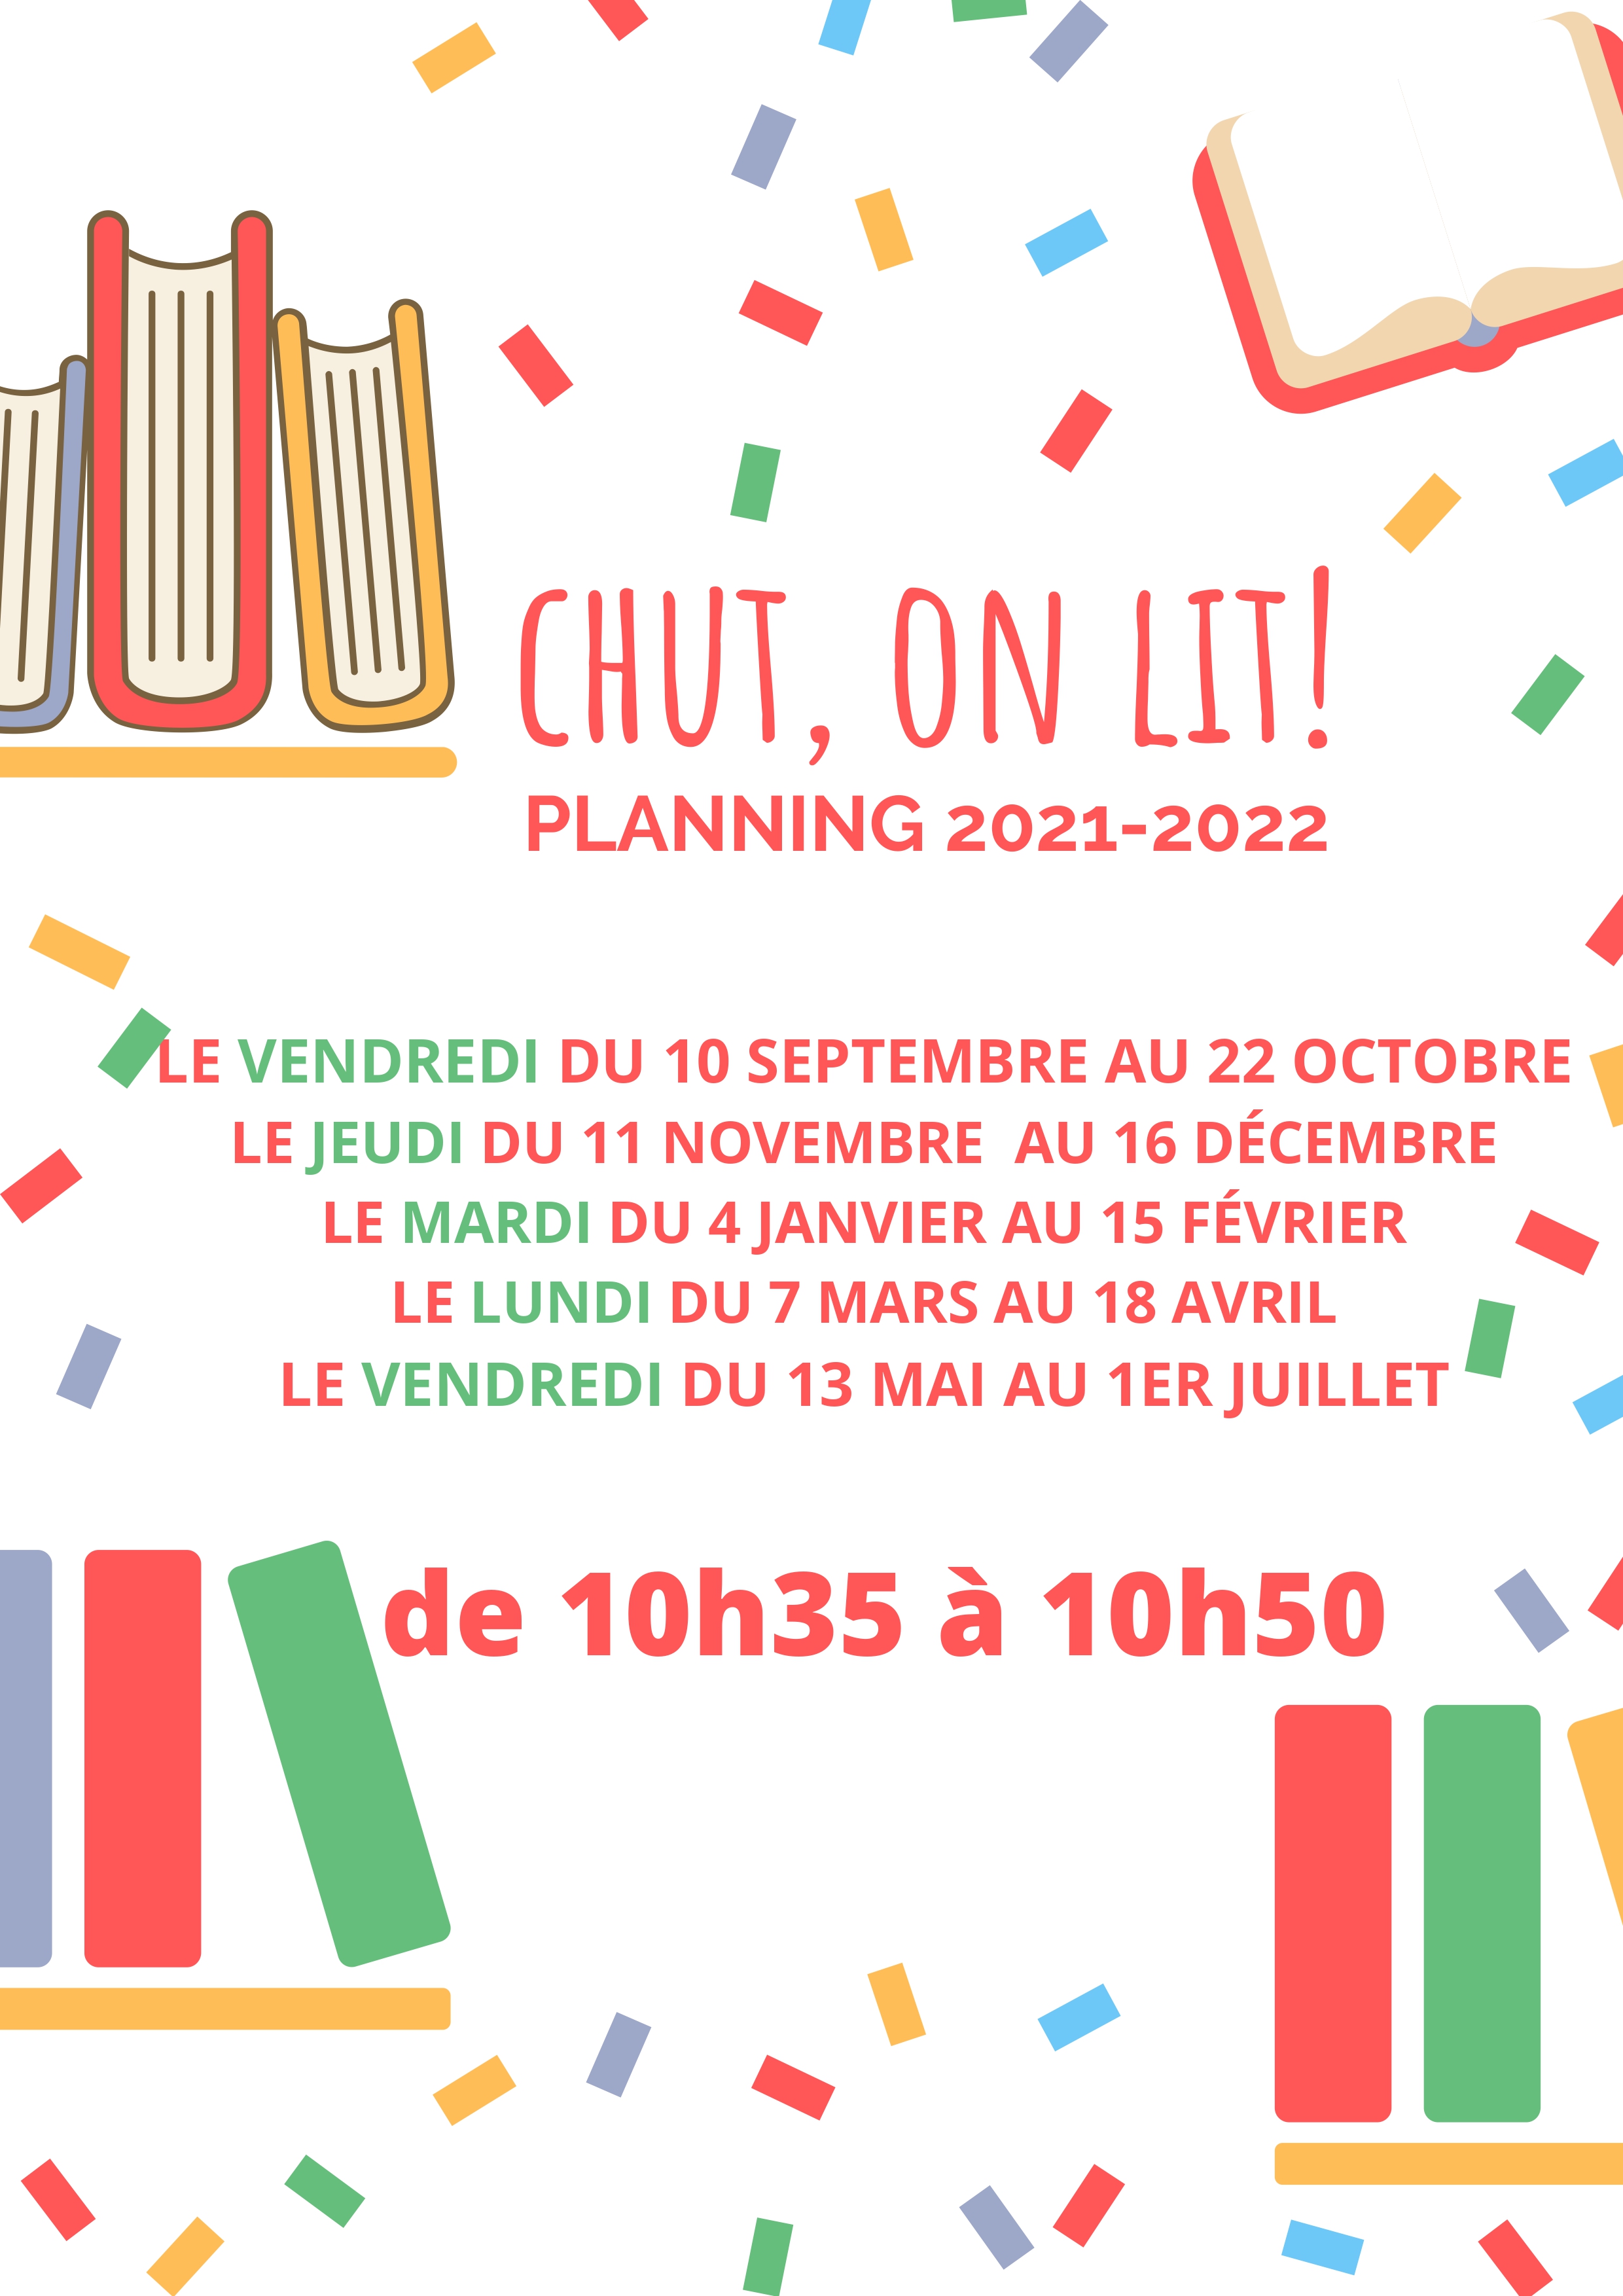 CHUT, ON LIT!
PLANNING 2021-2022
LE VENDREDI DU 10 SEPTEMBRE AU 22 OCTOBRE
LE JEUDI DU 11 NOVEMBRE AU 16 DÉCEMBRE
LE MARDI DU 4 JANVIER AU 15 FÉVRIER
LE LUNDI DU 7 MARS AU 18 AVRIL
LE VENDREDI DU 13 MAI AU 1ER JUILLET
de 10h35 à 10h50